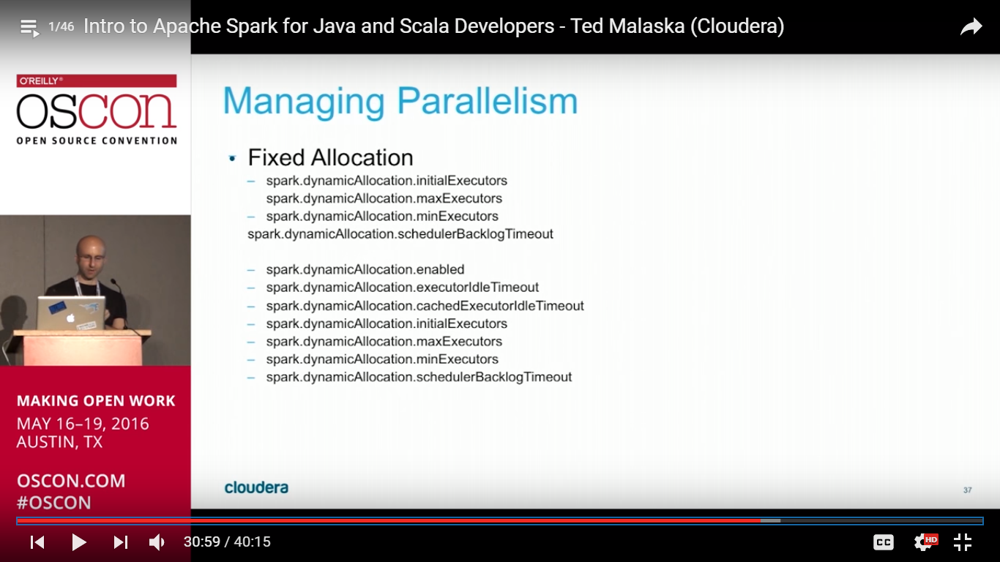 1/46 Intro to Apache Spark for Java and Scala Developers - Ted Malaska (Cloudera)
O'REILLY®
OSCON
OPEN SOURCE CONVENTION
MAKING OPEN WORK
MAY 16–19, 2016
AUSTIN, TX
OSCON.COM
#OSCON
Managing Parallelism
• Fixed Allocation
– spark.dynamicAllocation.initialExecutors
spark.dynamicAllocation.maxExecutors
– spark.dynamicAllocation.minExecutors
spark.dynamicAllocation.schedulerBacklogTimeout
– spark.dynamicAllocation.enabled
– spark.dynamicAllocation.executorIdleTimeout
– spark.dynamicAllocation.cachedExecutorIdleTimeout
– spark.dynamicAllocation.initialExecutors
– spark.dynamicAllocation.maxExecutors
– spark.dynamicAllocation.minExecutors
– spark.dynamicAllocation.schedulerBacklogTimeout
cloudera
37
30:59 / 40:15
CC
HD